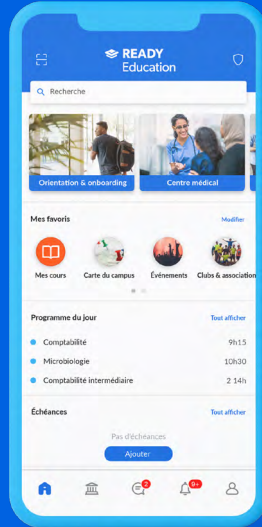 READY
Education
Recherche
Orientation & onboarding
Centre médical
Mes favoris
Modifier
Mes cours
Carte du campus
Événements
Clubs & association
Programme du jour
Tout afficher
Comptabilité
9h15
Microbiologie
10h30
Comptabilité intermédiaire
2 14h
Échéances
Tout afficher
Pas d'échéances
Ajouter
2
9+